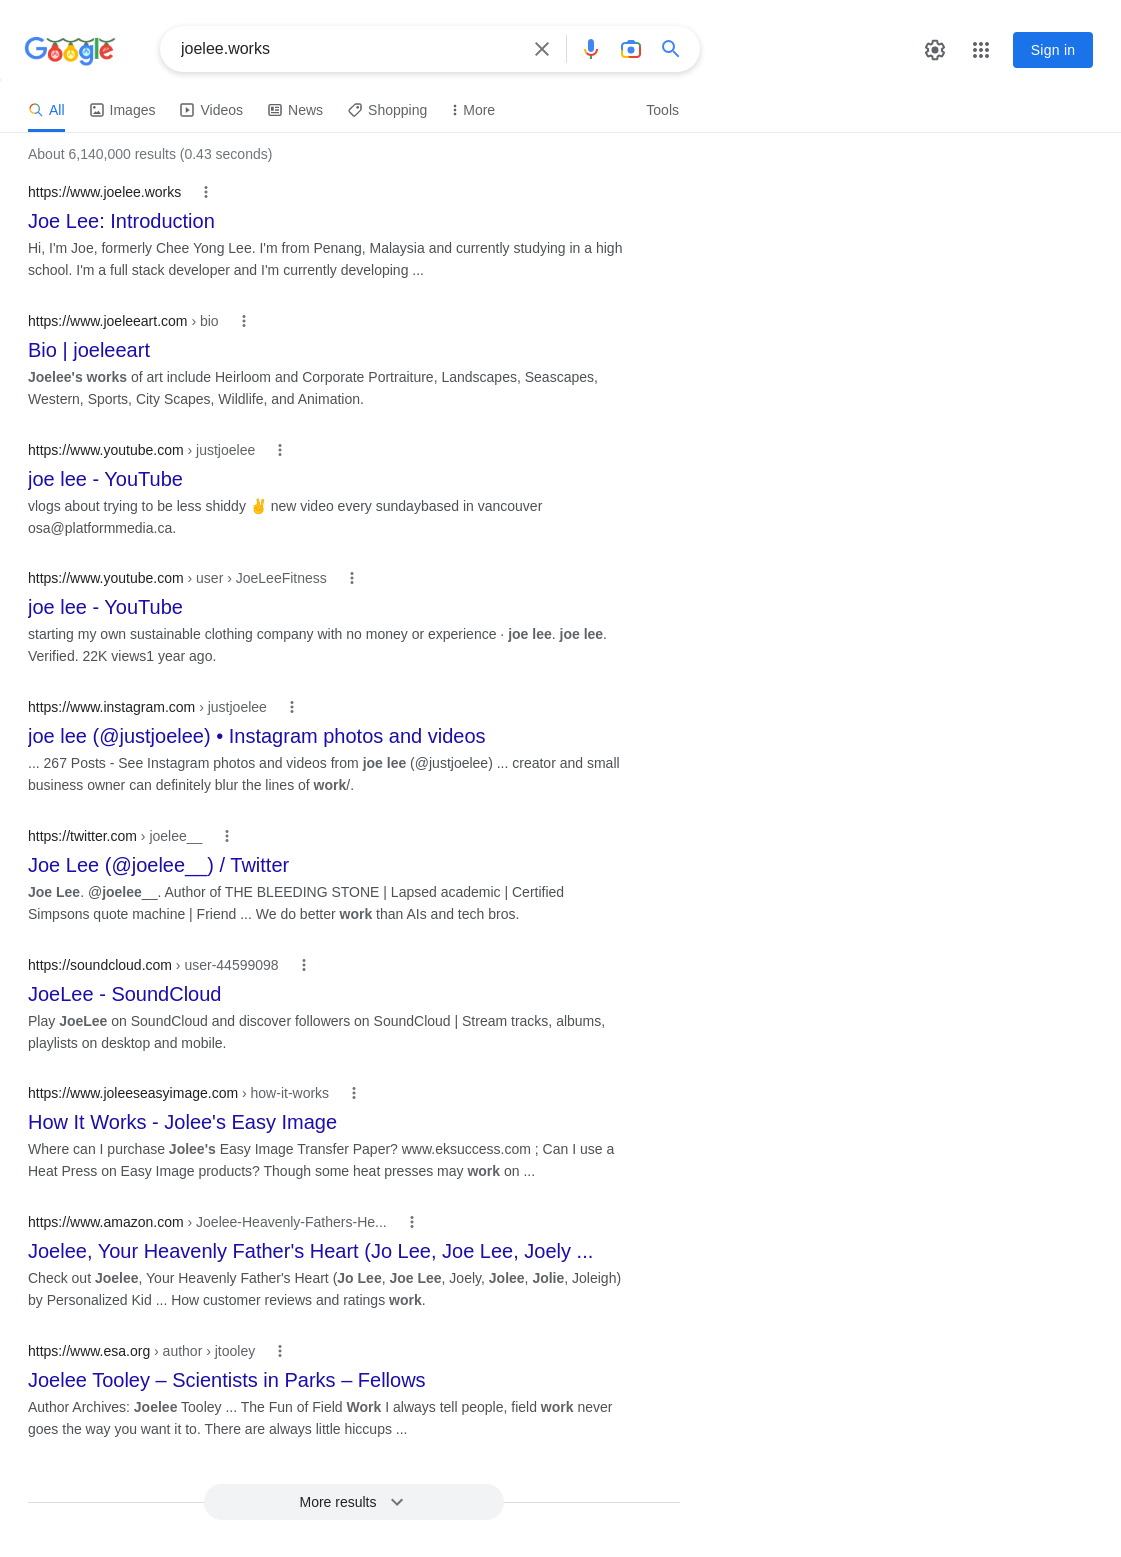 Google
joelee.works
Sign in
All
Images
Videos
News
Shopping
More
Tools
About 6,140,000 results (0.43 seconds)
https://www.joelee.works
Joe Lee: Introduction
Hi, I'm Joe, formerly Chee Yong Lee. I'm from Penang, Malaysia and currently studying in a high
school. I'm a full stack developer and I'm currently developing ...
https://www.joeleeart.com › bio
Bio | joeleeart
Joelee's works of art include Heirloom and Corporate Portraiture, Landscapes, Seascapes,
Western, Sports, City Scapes, Wildlife, and Animation.
https://www.youtube.com › justjoelee
joe lee - YouTube
vlogs about trying to be less shiddy ✌️ new video every sundaybased in vancouver
osa@platformmedia.ca.
https://www.youtube.com › user › JoeLeeFitness
joe lee - YouTube
starting my own sustainable clothing company with no money or experience · joe lee. joe lee.
Verified. 22K views1 year ago.
https://www.instagram.com › justjoelee
joe lee (@justjoelee) • Instagram photos and videos
... 267 Posts - See Instagram photos and videos from joe lee (@justjoelee) ... creator and small
business owner can definitely blur the lines of work/.
https://twitter.com › joelee__
Joe Lee (@joelee__) / Twitter
Joe Lee. @joelee__. Author of THE BLEEDING STONE | Lapsed academic | Certified
Simpsons quote machine | Friend ... We do better work than AIs and tech bros.
https://soundcloud.com › user-44599098
JoeLee - SoundCloud
Play JoeLee on SoundCloud and discover followers on SoundCloud | Stream tracks, albums,
playlists on desktop and mobile.
https://www.joleeseasyimage.com › how-it-works
How It Works - Jolee's Easy Image
Where can I purchase Jolee's Easy Image Transfer Paper? www.eksuccess.com ; Can I use a
Heat Press on Easy Image products? Though some heat presses may work on ...
https://www.amazon.com › Joelee-Heavenly-Fathers-He...
Joelee, Your Heavenly Father's Heart (Jo Lee, Joe Lee, Joely ...
Check out Joelee, Your Heavenly Father's Heart (Jo Lee, Joe Lee, Joely, Jolee, Jolie, Joleigh)
by Personalized Kid ... How customer reviews and ratings work.
https://www.esa.org › author › jtooley
Joelee Tooley – Scientists in Parks – Fellows
Author Archives: Joelee Tooley ... The Fun of Field Work I always tell people, field work never
goes the way you want it to. There are always little hiccups ...
More results